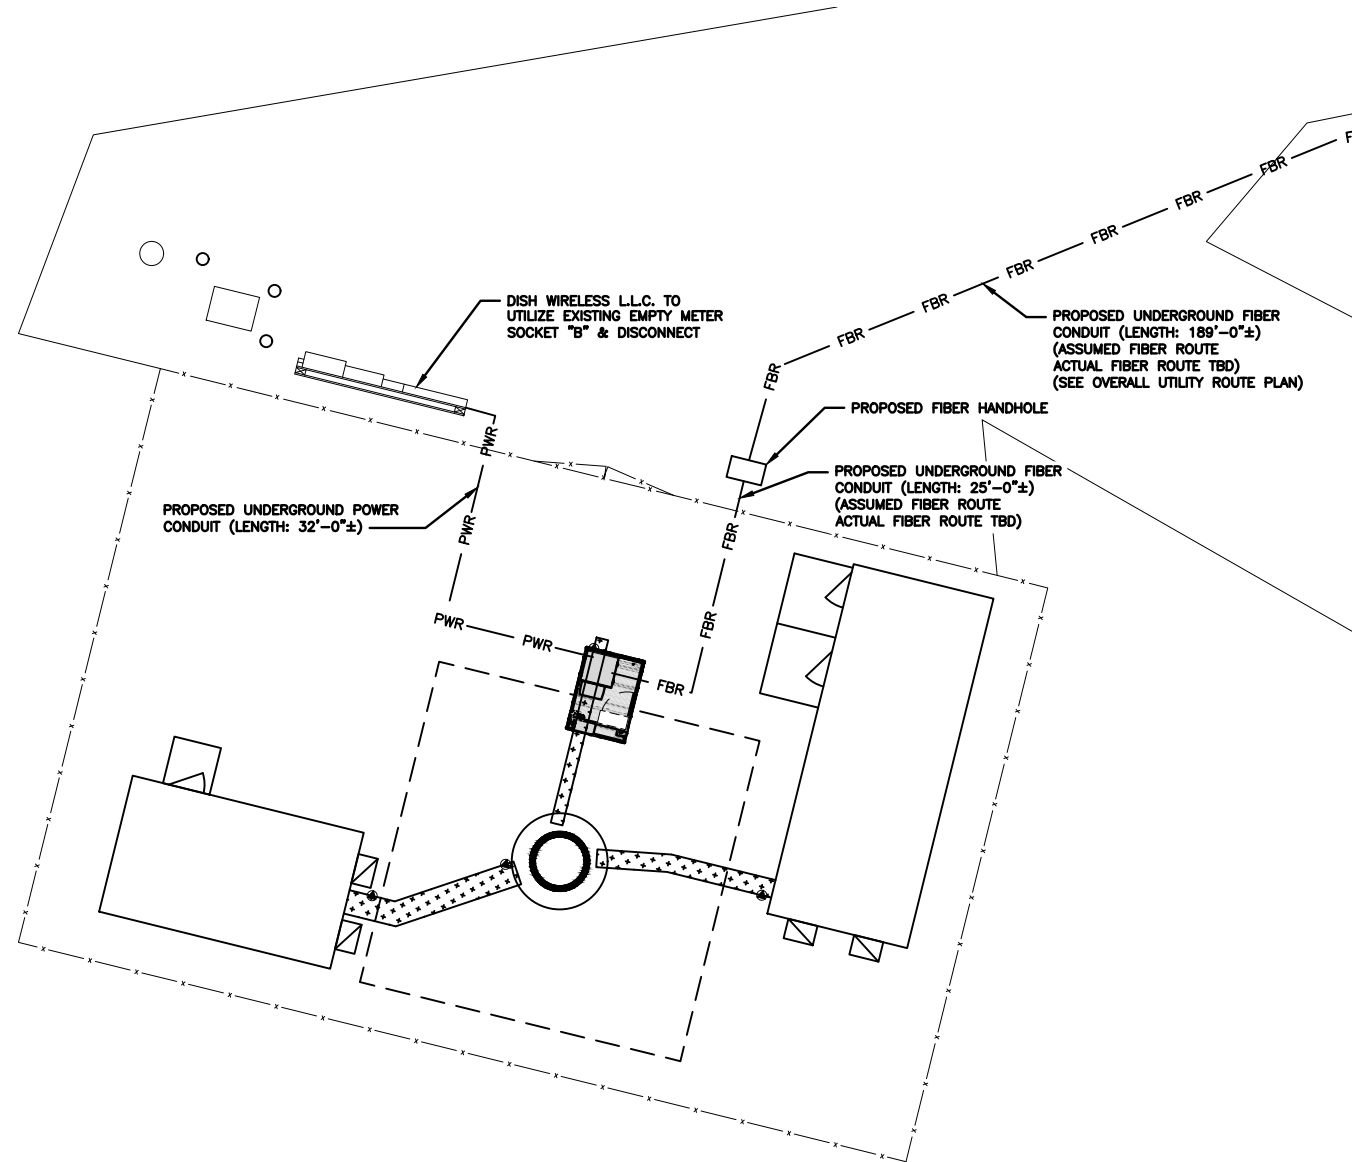 FBR
FBR
FBR
FBR
FBR
FBR
FBR
FBR
DISH WIRELESS L.L.C. TO
UTILIZE EXISTING EMPTY METER
SOCKET "B" & DISCONNECT
PROPOSED UNDERGROUND FIBER
CONDUIT (LENGTH: 189'-0"±)
(ASSUMED FIBER ROUTE
ACTUAL FIBER ROUTE TBD)
(SEE OVERALL UTILITY ROUTE PLAN)
PROPOSED FIBER HANDHOLE
PWR
PROPOSED UNDERGROUND FIBER
CONDUIT (LENGTH: 25'-0"±)
(ASSUMED FIBER ROUTE
ACTUAL FIBER ROUTE TBD)
PROPOSED UNDERGROUND POWER
CONDUIT (LENGTH: 32'-0"±)
PWR
FBR
FBR
PWR
PWR
FBR